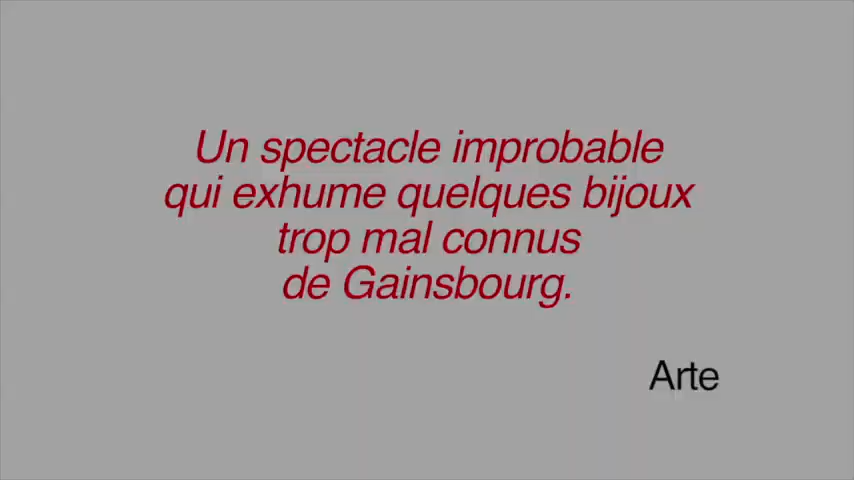 Un spectacle improbable
qui exhume quelques bijoux
trop mal connus
de Gainsbourg.
Arte